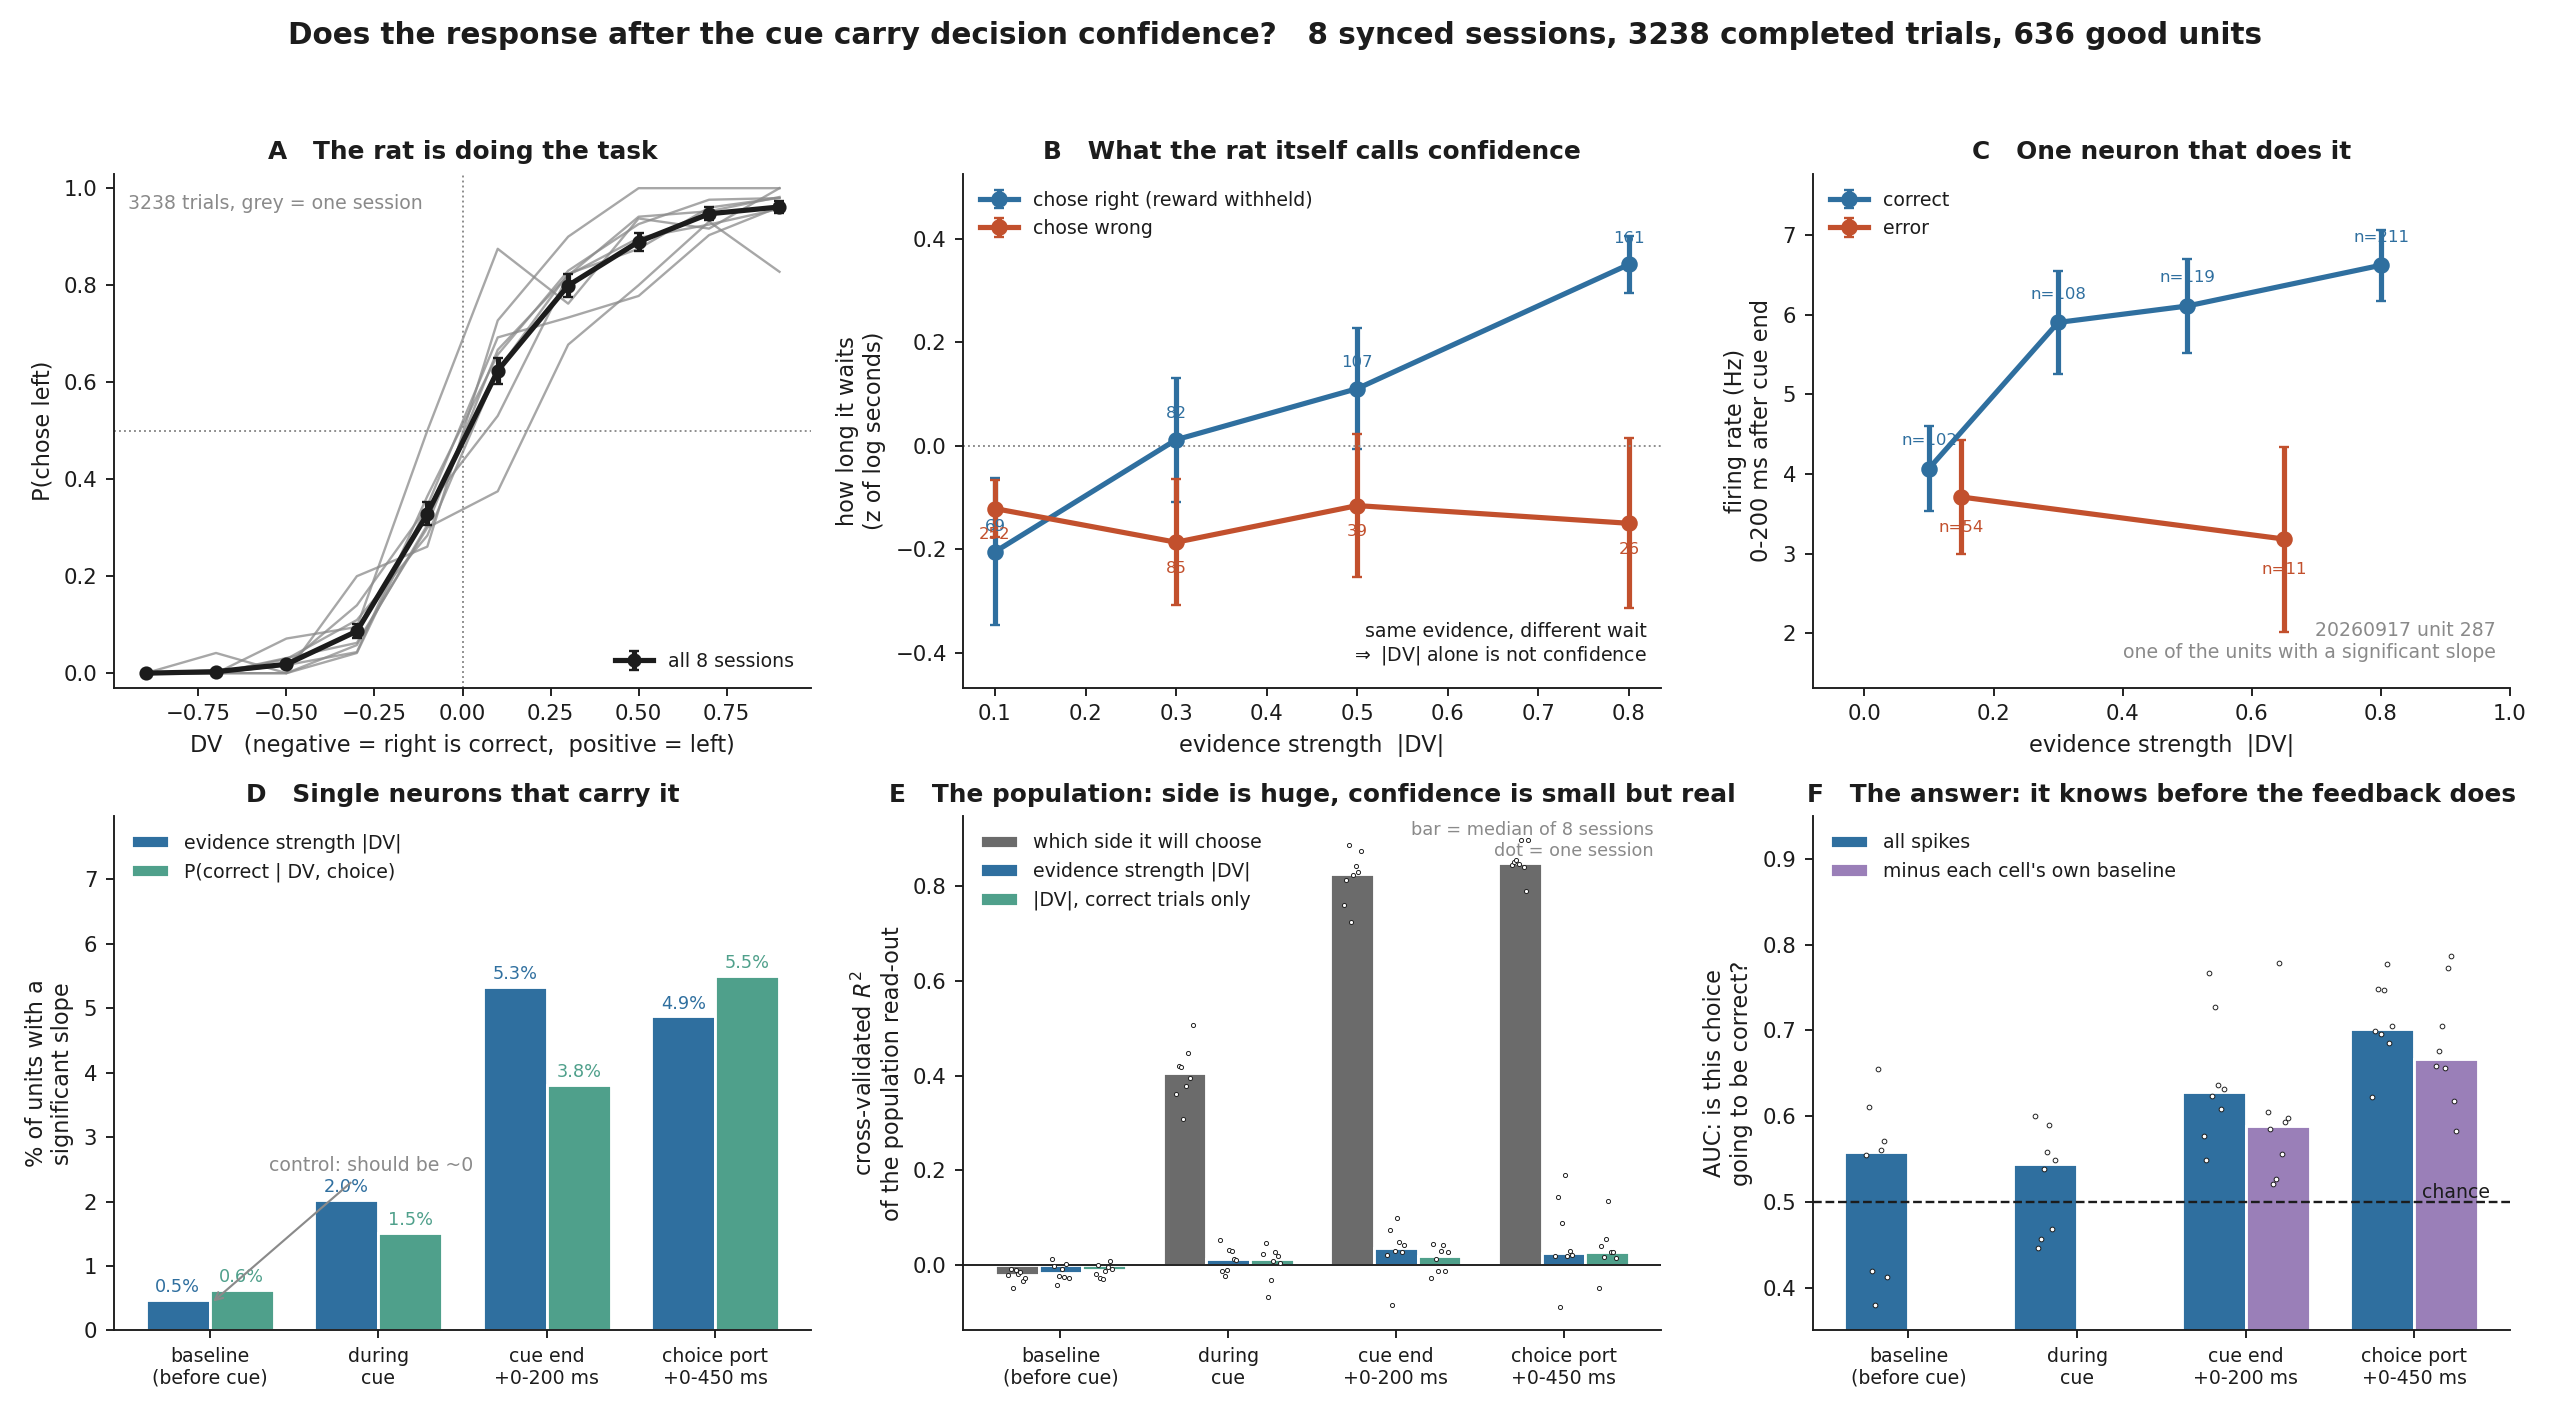 Does the response after the cue carry decision confidence?   8 synced sessions, 3238 completed trials, 636 good units
A   The rat is doing the task
3238 trials, grey = one session
all 8 sessions
P(chose left)
1.0
0.8
0.6
0.4
0.2
0.0
−0.75
−0.50
−0.25
0.00
0.25
0.50
0.75
DV   (negative = right is correct,  positive = left)
B   What the rat itself calls confidence
chose right (reward withheld)
chose wrong
how long it waits
(z of log seconds)
0.4
0.2
0.0
−0.2
−0.4
161
107
82
69
252
85
39
26
same evidence, different wait
⇒ |DV| alone is not confidence
0.1
0.2
0.3
0.4
0.5
0.6
0.7
0.8
evidence strength  |DV|
C   One neuron that does it
correct
error
firing rate (Hz)
0-200 ms after cue end
7
6
5
4
3
2
n=102
n=108
n=119
n=211
n=54
n=11
20260917 unit 287
one of the units with a significant slope
0.0
0.2
0.4
0.6
0.8
1.0
evidence strength  |DV|
D   Single neurons that carry it
evidence strength |DV|
P(correct | DV, choice)
% of units with a
significant slope
7
6
5
4
3
2
1
0
control: should be ~0
0.5%
0.6%
2.0%
1.5%
5.3%
3.8%
4.9%
5.5%
baseline
(before cue)
during
cue
cue end
+0-200 ms
choice port
+0-450 ms
E   The population: side is huge, confidence is small but real
which side it will choose
evidence strength |DV|
|DV|, correct trials only
bar = median of 8 sessions
dot = one session
cross-validated R²
of the population read-out
0.8
0.6
0.4
0.2
0.0
baseline
(before cue)
during
cue
cue end
+0-200 ms
choice port
+0-450 ms
F   The answer: it knows before the feedback does
all spikes
minus each cell's own baseline
AUC: is this choice
going to be correct?
0.9
0.8
0.7
0.6
0.5
0.4
chance
baseline
(before cue)
during
cue
cue end
+0-200 ms
choice port
+0-450 ms